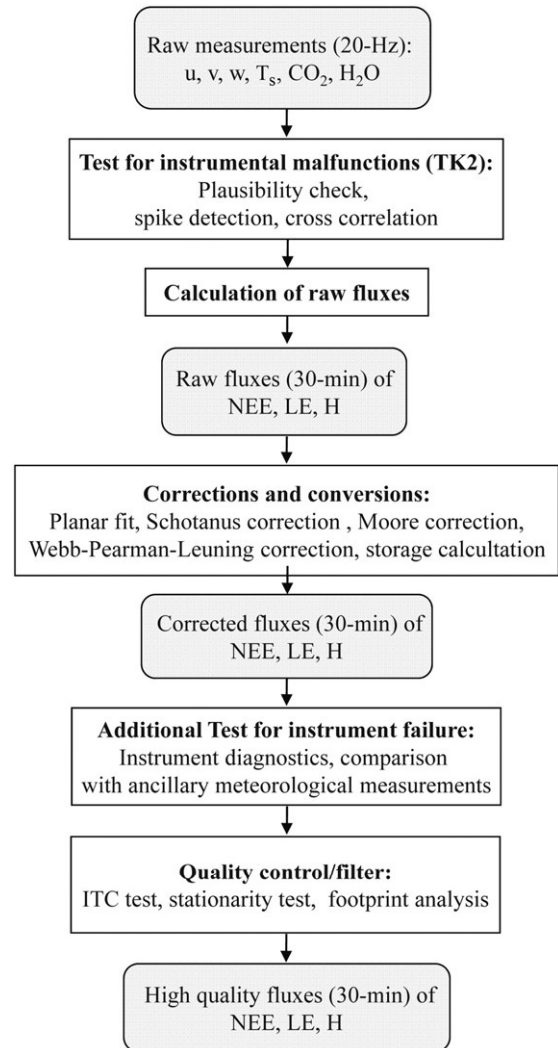 Raw measurements (20-Hz):
u, v, w, Tₛ, CO₂, H₂O
Test for instrumental malfunctions (TK2):
Plausibility check,
spike detection, cross correlation
Calculation of raw fluxes
Raw fluxes (30-min) of
NEE, LE, H
Corrections and conversions:
Planar fit, Schotanus correction , Moore correction,
Webb-Pearman-Leuning correction, storage calcultation
Corrected fluxes (30-min) of
NEE, LE, H
Additional Test for instrument failure:
Instrument diagnostics, comparison
with ancillary meteorological measurements
Quality control/filter:
ITC test, stationarity test, footprint analysis
High quality fluxes (30-min) of
NEE, LE, H